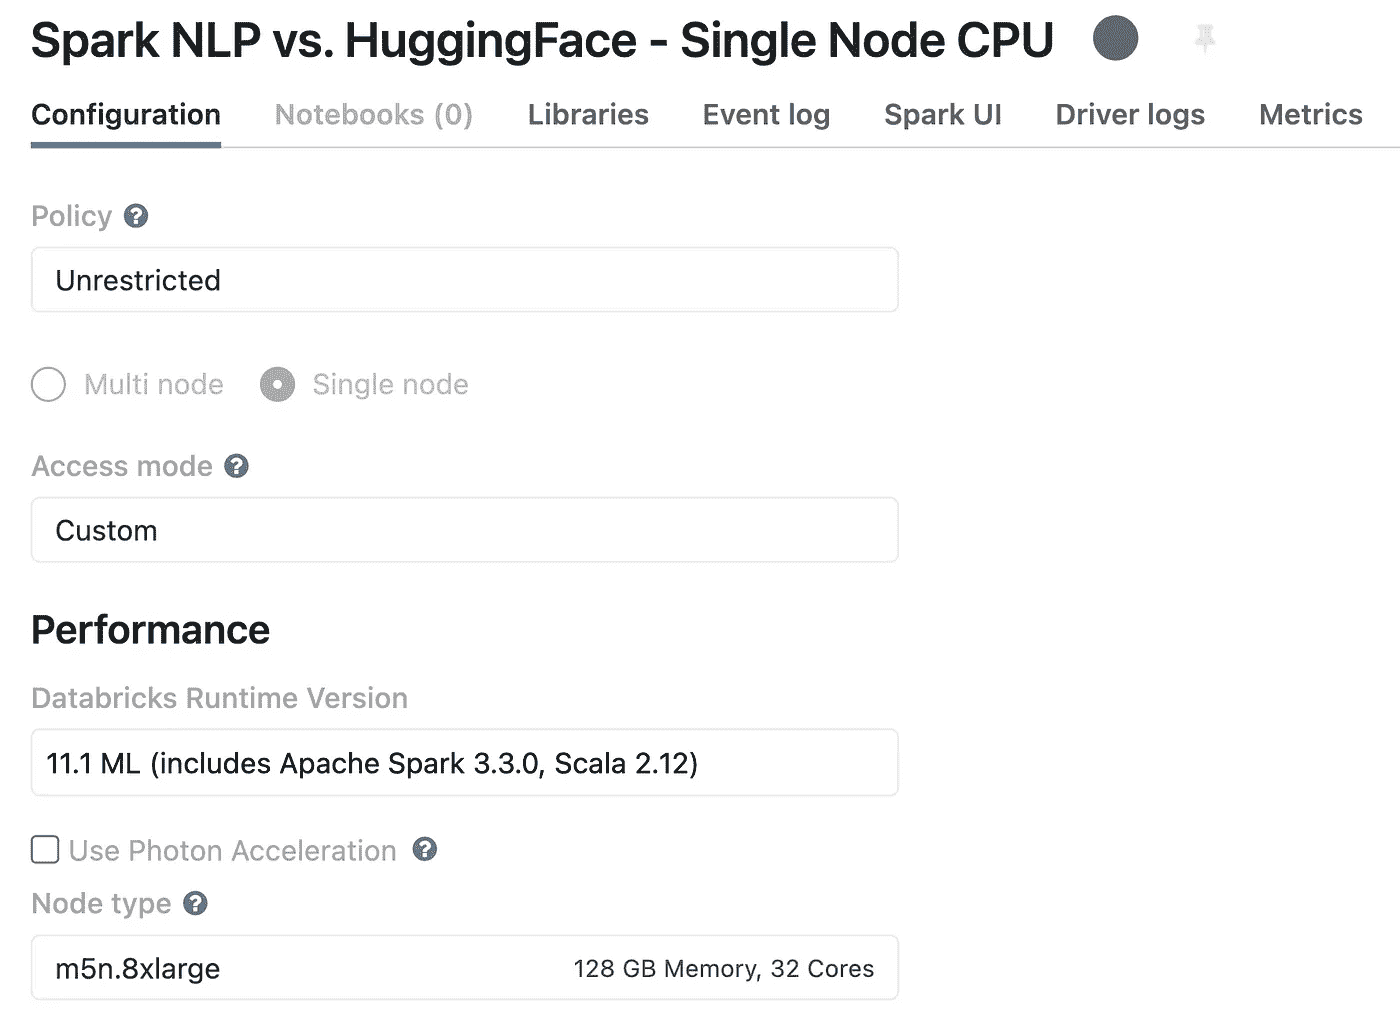 Spark NLP vs. HuggingFace - Single Node CPU
Configuration Notebooks (0) Libraries Event log Spark UI Driver logs Metrics
Policy ?
Unrestricted
Multi node Single node
Access mode ?
Custom
Performance
Databricks Runtime Version
11.1 ML (includes Apache Spark 3.3.0, Scala 2.12)
Use Photon Acceleration ?
Node type ?
m5n.8xlarge 128 GB Memory, 32 Cores